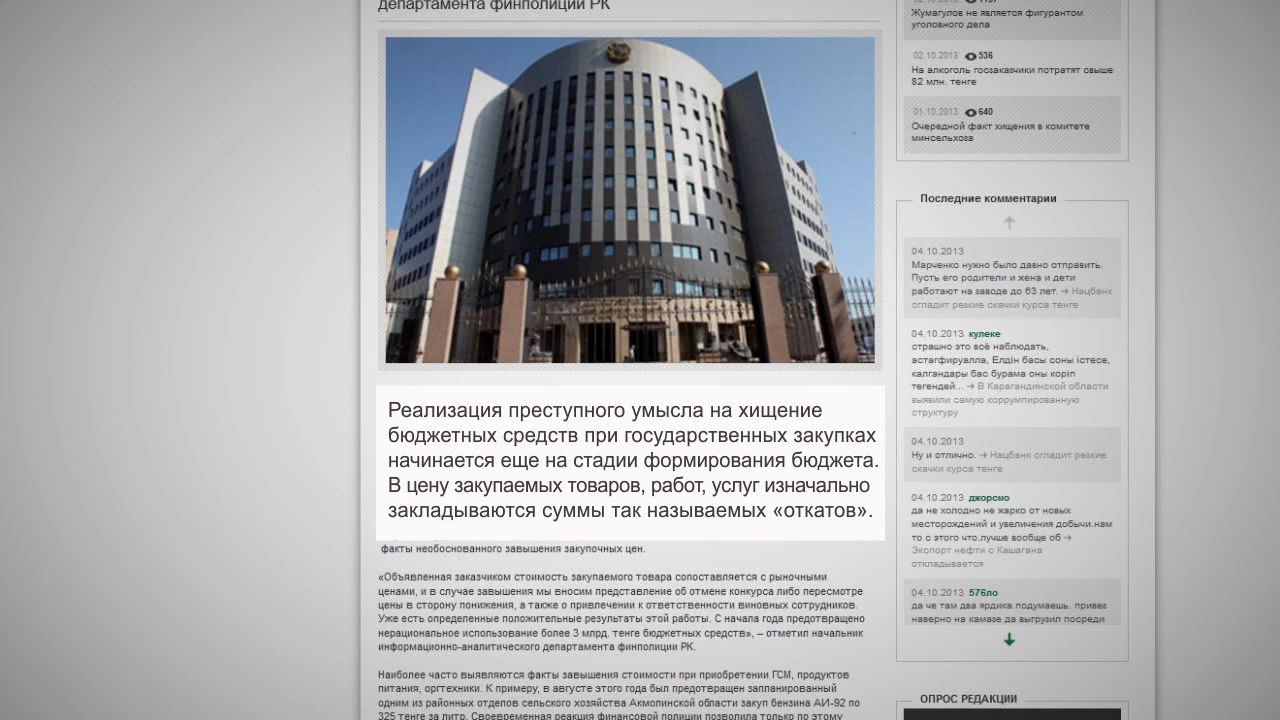 департамента финполиции РК
Реализация преступного умысла на хищение
бюджетных средств при государственных закупках
начинается еще на стадии формирования бюджета.
В цену закупаемых товаров, работ, услуг изначально
закладываются суммы так называемых «откатов».
факты необоснованного завышения закупочных цен.
«Объявленная заказчиком стоимость закупаемого товара сопоставляется с рыночными
ценами, и в случае завышения мы вносим представление об отмене конкурса либо пересмотре
цены в сторону понижения, а также о привлечении к ответственности виновных сотрудников.
Уже есть определенные положительные результаты этой работы. С начала года предотвращено
нерациональное использование более 3 млрд. тенге бюджетных средств», – отметил начальник
информационно-аналитического департамента финполиции РК.
Наиболее часто выявляются факты завышения стоимости при приобретении ГСМ, продуктов
питания, оргтехники. К примеру, в августе этого года был предотвращен запланированный
одним из районных отделов сельского хозяйства Акмолинской области закуп бензина АИ-92 по
325 тенге за литр. Своевременная реакция финансовой полиции позволила только по этому
Жумагулов не является фигурантом
уголовного дела
02.10.2013 536
На алкоголь госзаказчики потратят свыше
82 млн. тенге
01.10.2013 640
Очередной факт хищения в комитете
минсельхоза
Последние комментарии
04.10.2013
Марченко нужно было давно отправить.
Пусть его родители и жена и дети
работают на заводе до 63 лет. → Нацбанк
сгладит резкие скачки курса тенге
04.10.2013 кулеке
страшно это всё наблюдать,
астагфируалла, Елдін басы соны істесе,
калгандары бас бурама оны коріп
тегендей... → В Карагандинской области
выявили самую коррумпированную
структуру
04.10.2013
Ну и отлично. → Нацбанк сгладит резкие
скачки курса тенге
04.10.2013 джорсмо
да не холодно не жарко от новых
месторождений и увеличения добычи.нам
то с этого что.лучше вообще об →
Экспорт нефти с Кашагана
откладывается
04.10.2013 576ло
да че там два ярдика.подумаешь. привез
наверно на камазе да выгрузил посреди
ОПРОС РЕДАКЦИИ